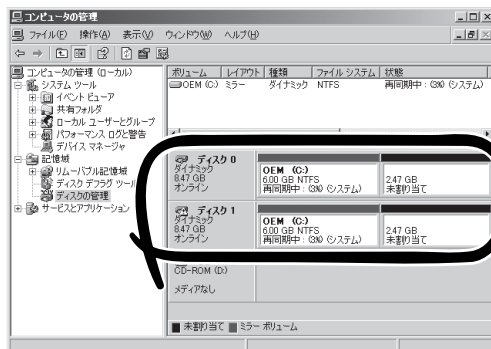 コンピュータの管理
ファイル(F) 操作(A) 表示(V) ウィンドウ(W) ヘルプ(H)
コンピュータの管理 (ローカル)
システム ツール
イベント ビューア
共有フォルダ
ローカル ユーザーとグループ
パフォーマンス ログと警告
デバイス マネージャ
記憶域
リムーバブル記憶域
ディスク デフラグ ツール
ディスクの管理
サービスとアプリケーション
ボリューム レイアウト 種類 ファイル システム 状態
OEM (C:) ミラー ダイナミック NTFS 再同期中 : (3%) (システム)
ディスク 0
ダイナミック
8.47 GB
オンライン
OEM (C:)
6.00 GB NTFS
再同期中 : (3%) (システム)
2.47 GB
未割り当て
ディスク 1
ダイナミック
8.47 GB
オンライン
OEM (C:)
6.00 GB NTFS
再同期中 : (3%) (システム)
2.47 GB
未割り当て
CD-ROM (D:)
メディアなし
未割り当て ミラー ボリューム